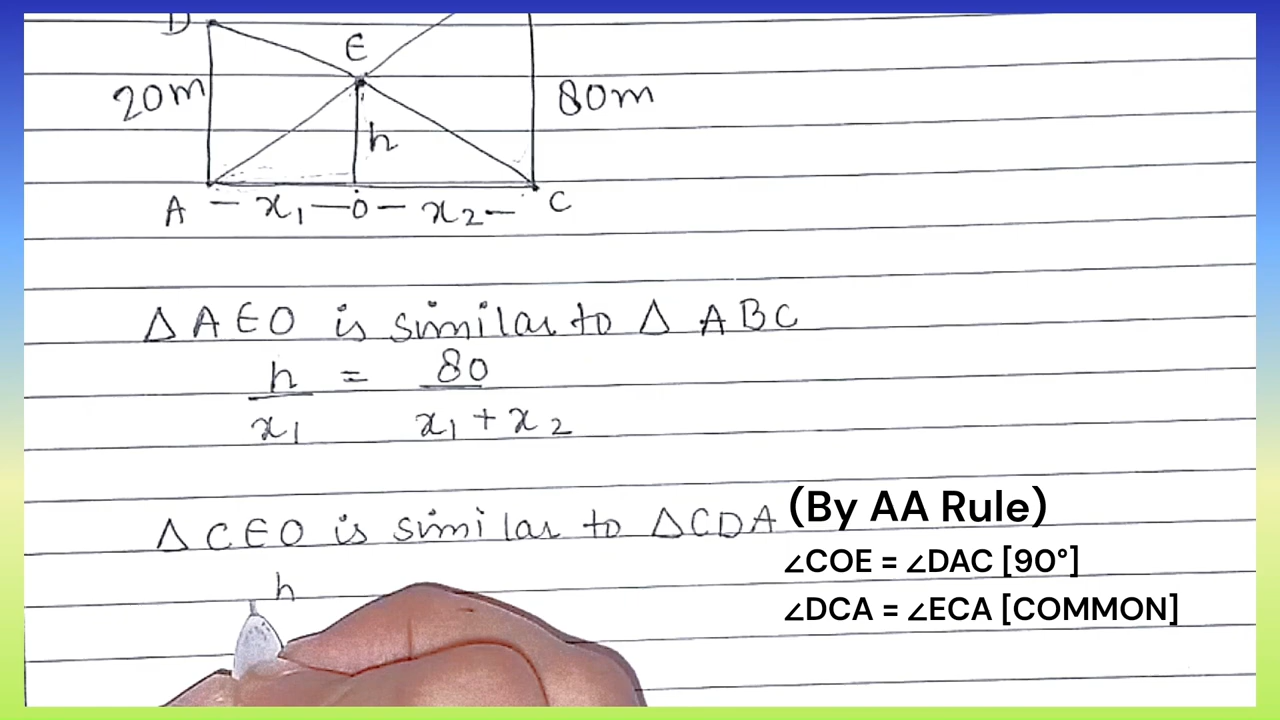 D
E
20m
80m
h
A - x₁ - O - x₂ - C
△ AEO is similar to △ ABC
h/x₁ = 80/x₁ + x₂
△CEO is similar to △CDA (By AA Rule)
∠COE = ∠DAC [90°]
h
∠DCA = ∠ECA [COMMON]